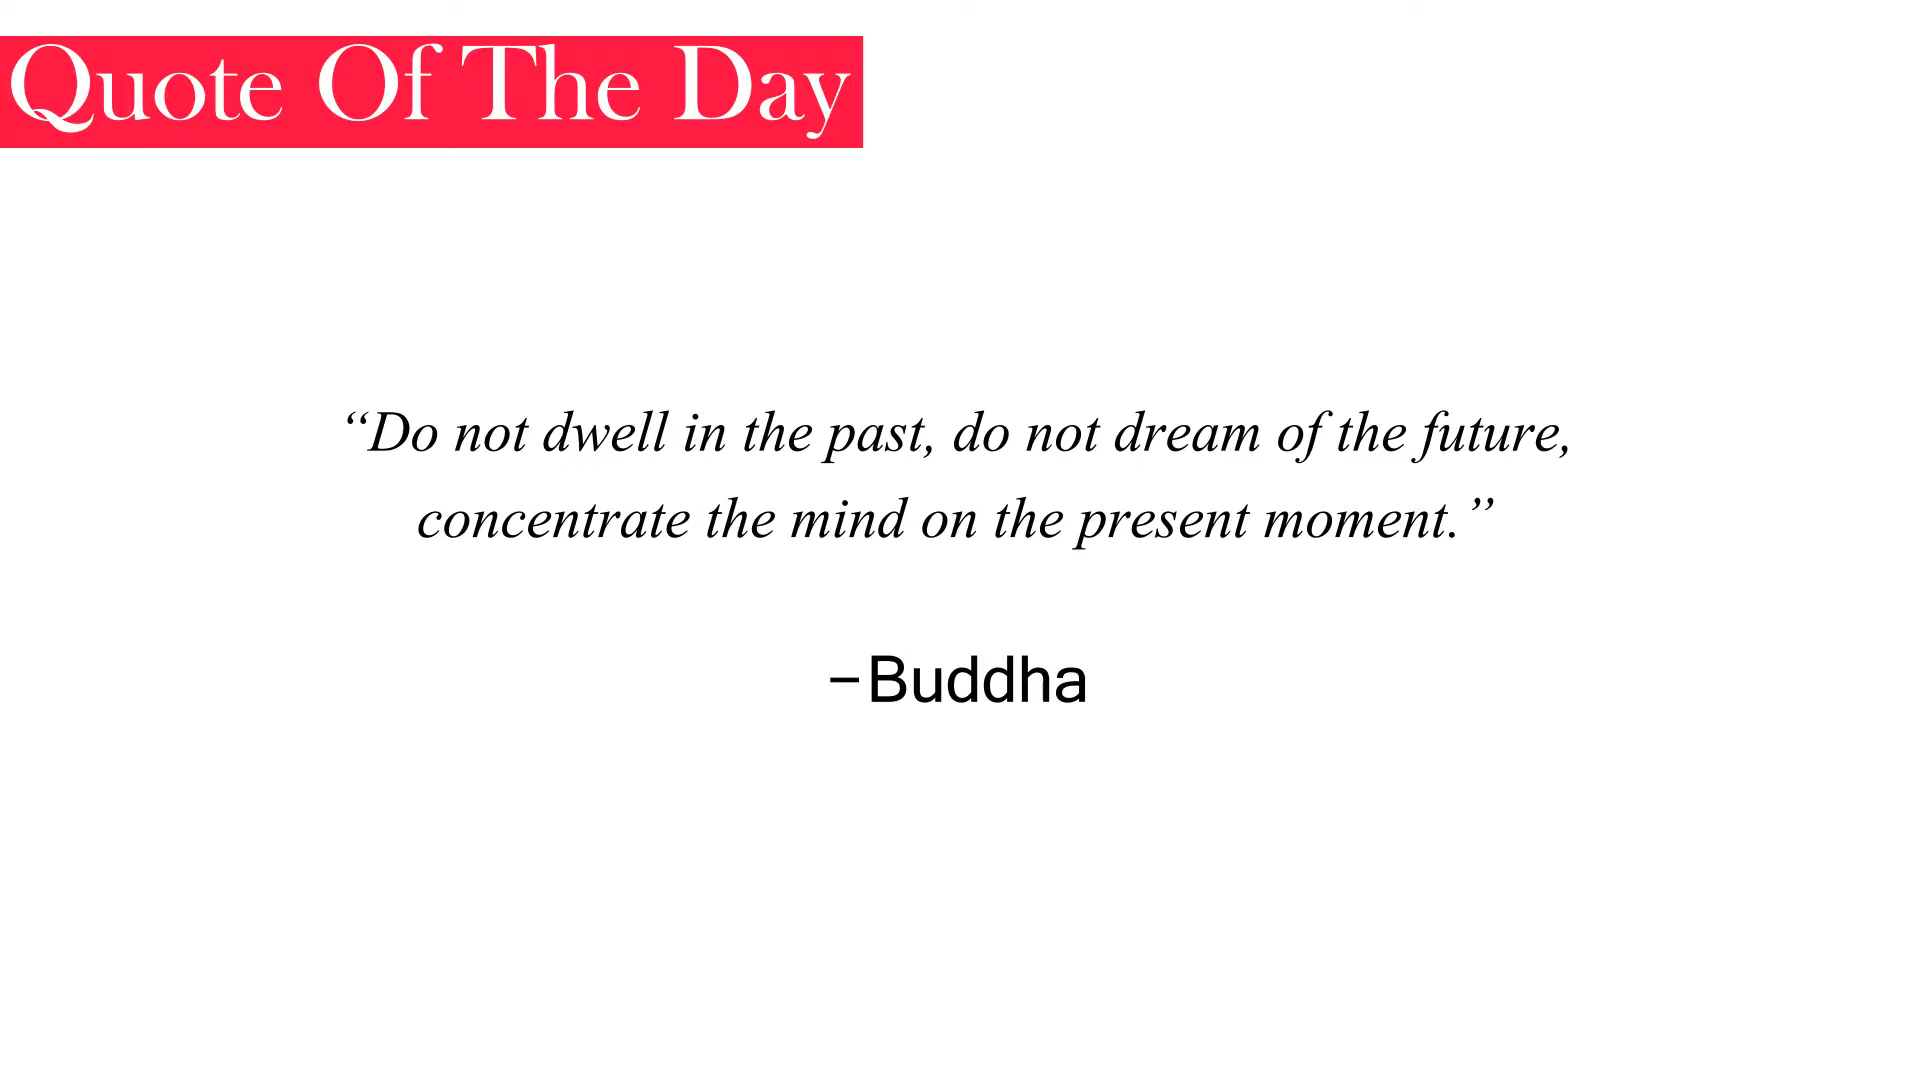 Quote Of The Day
“Do not dwell in the past, do not dream of the future,
concentrate the mind on the present moment.”
–Buddha